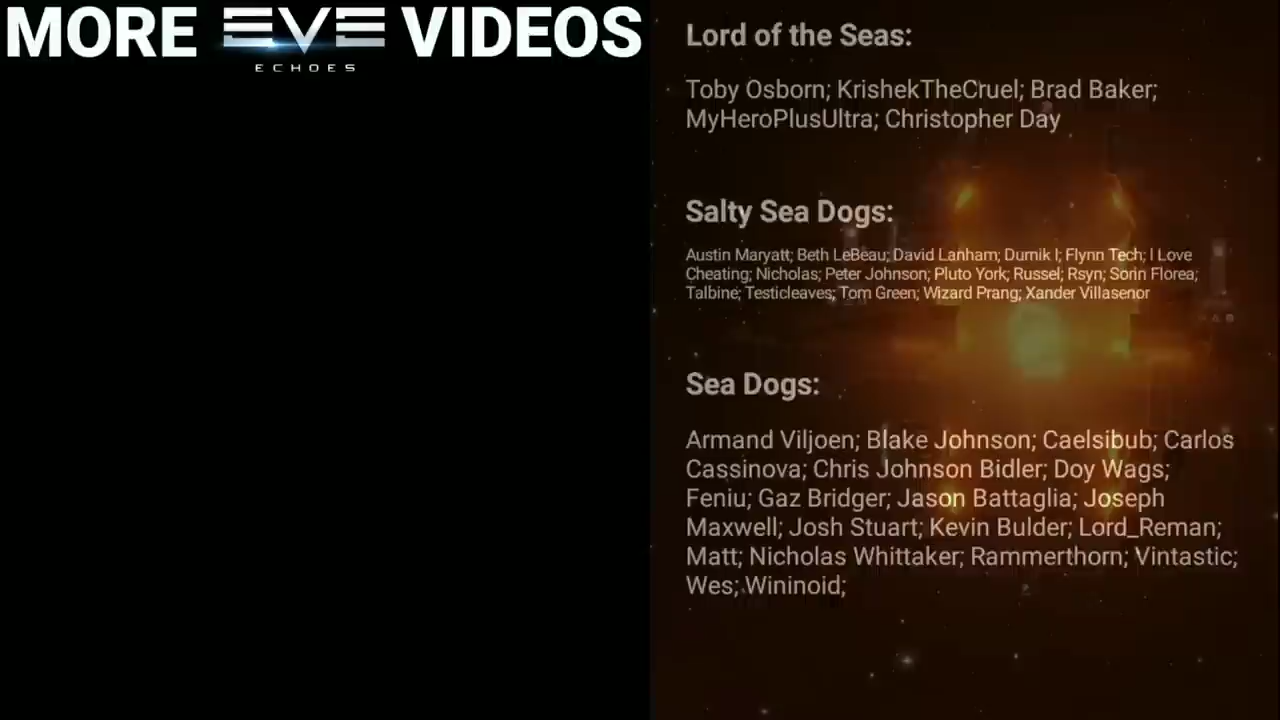 MORE EVE VIDEOS
ECHOES
Lord of the Seas:
Toby Osborn; KrishekTheCruel; Brad Baker;
MyHeroPlusUltra; Christopher Day
Salty Sea Dogs:
Austin Maryatt; Beth LeBeau; David Lanham; Durnik I; Flynn Tech; I Love
Cheating; Nicholas; Peter Johnson; Pluto York; Russel; Rsyn; Sorin Florea;
Talbine; Testicleaves; Tom Green; Wizard Prang; Xander Villasenor
Sea Dogs:
Armand Viljoen; Blake Johnson; Caelsibub; Carlos
Cassinova; Chris Johnson Bidler; Doy Wags;
Feniu; Gaz Bridger; Jason Battaglia; Joseph
Maxwell; Josh Stuart; Kevin Bulder; Lord_Reman;
Matt; Nicholas Whittaker; Rammerthorn; Vintastic;
Wes; Wininoid;